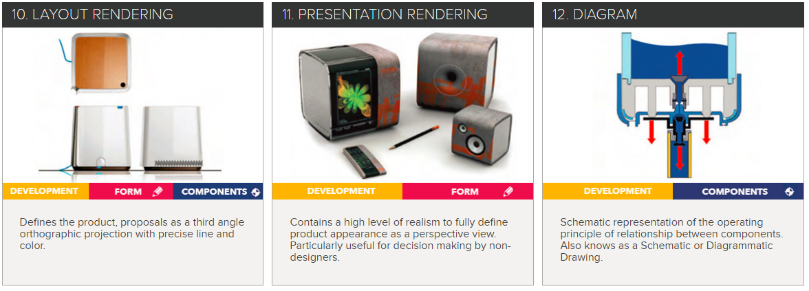 10. LAYOUT RENDERING
DEVELOPMENT FORM COMPONENTS
Defines the product, proposals as a third angle
orthographic projection with precise line and
color.
11. PRESENTATION RENDERING
DEVELOPMENT FORM
Contains a high level of realism to fully define
product appearance as a perspective view.
Particularly useful for decision making by non-
designers.
12. DIAGRAM
DEVELOPMENT COMPONENTS
Schematic representation of the operating
principle of relationship between components.
Also knows as a Schematic or Diagrammatic
Drawing.